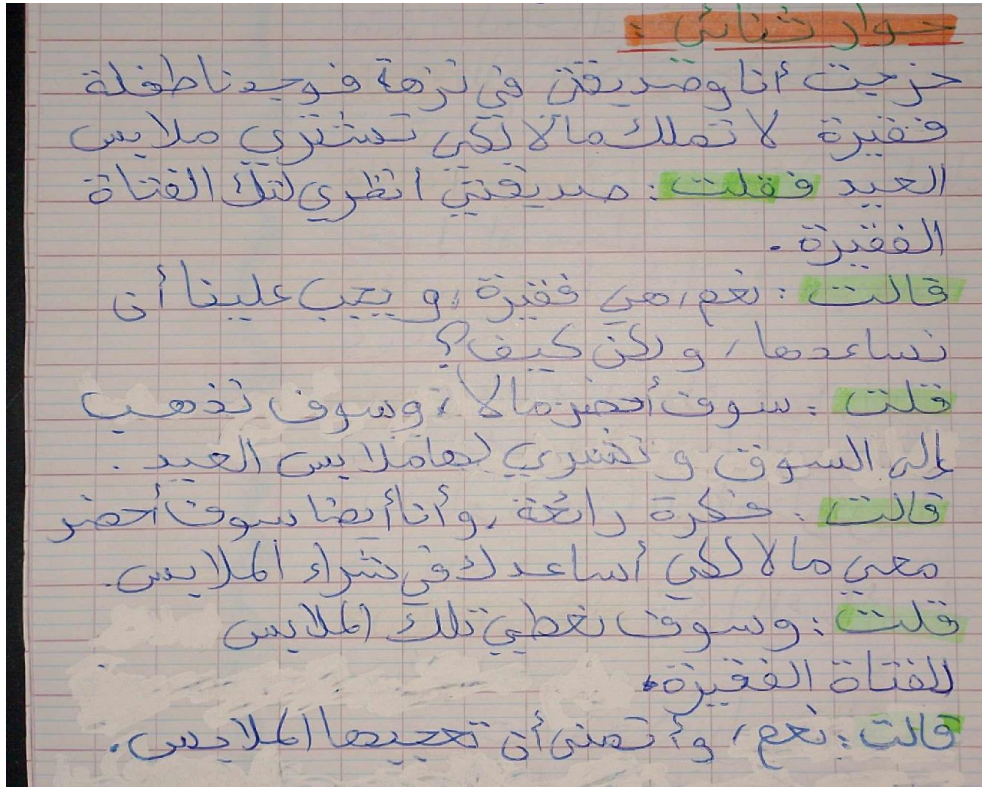 حوار ثنائي :
خرجت أنا وصديقتي في نزهة فوجدنا طفلة
فقيرة لا تملك مالا لكي تشتري ملابس
العيد فقلت : صديقتي انظري لتلك الفتاة
الفقيرة .
قالت : نعم، هي فقيرة، و يجب علينا أن
نساعدها، و لكن كيف؟
قلت : سوف أحضر مالا، وسوف نذهب
إلى السوق و نشتري لها ملابس العيد .
قالت : فكرة رائعة، و أنا أيضا سوف أحضر
معي مالا لكي أساعدك في شراء الملابس.
قلت : وسوف نعطي تلك الملابس
للفتاة الفقيرة.
قالت : نعم، و أتمنى أن تعجبها الملابس.